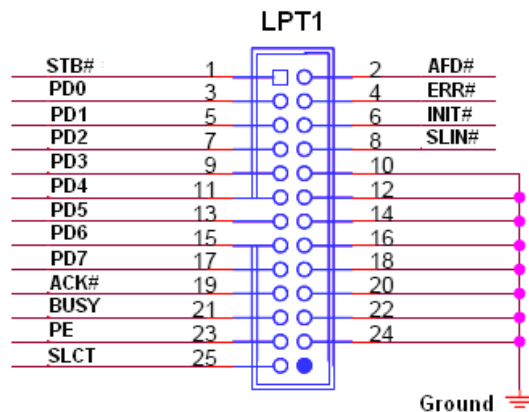 LPT1
STB# 1 2 AFD#
PD0 3 4 ERR#
PD1 5 6 INIT#
PD2 7 8 SLIN#
PD3 9 10
PD4 11 12
PD5 13 14
PD6 15 16
PD7 17 18
ACK# 19 20
BUSY 21 22
PE 23 24
SLCT 25
Ground